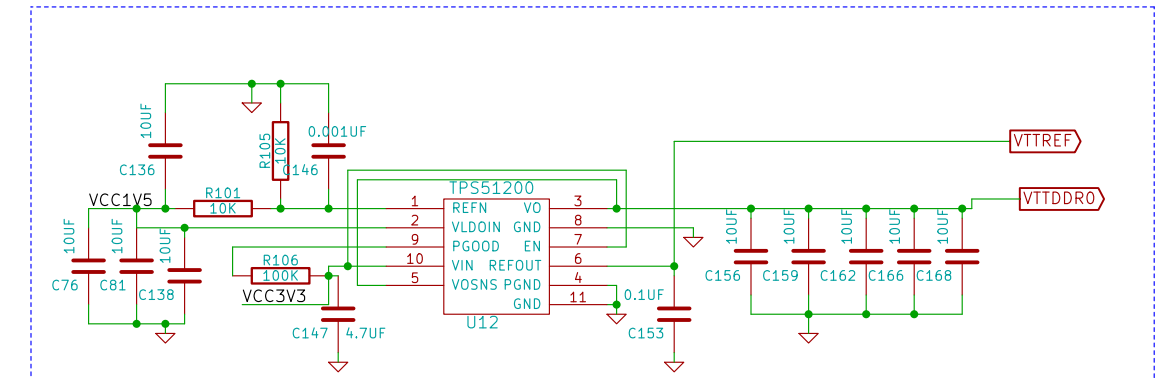 10UF
C136
R105
10K
0.001UF
C146
VTTREF
VCC1V5
R101
10K
TPS51200
1 REFN VO 3
2 VLDOIN GND 8
9 PGOOD EN 7
10 VIN REFOUT 6
5 VOSNS PGND 4
GND 11
U12
VTTDDR0
10UF
C76
10UF
C81
10UF
C138
R106
100K
VCC3V3
C147
4.7UF
0.1UF
C153
10UF
C156
10UF
C159
10UF
C162
10UF
C166
10UF
C168